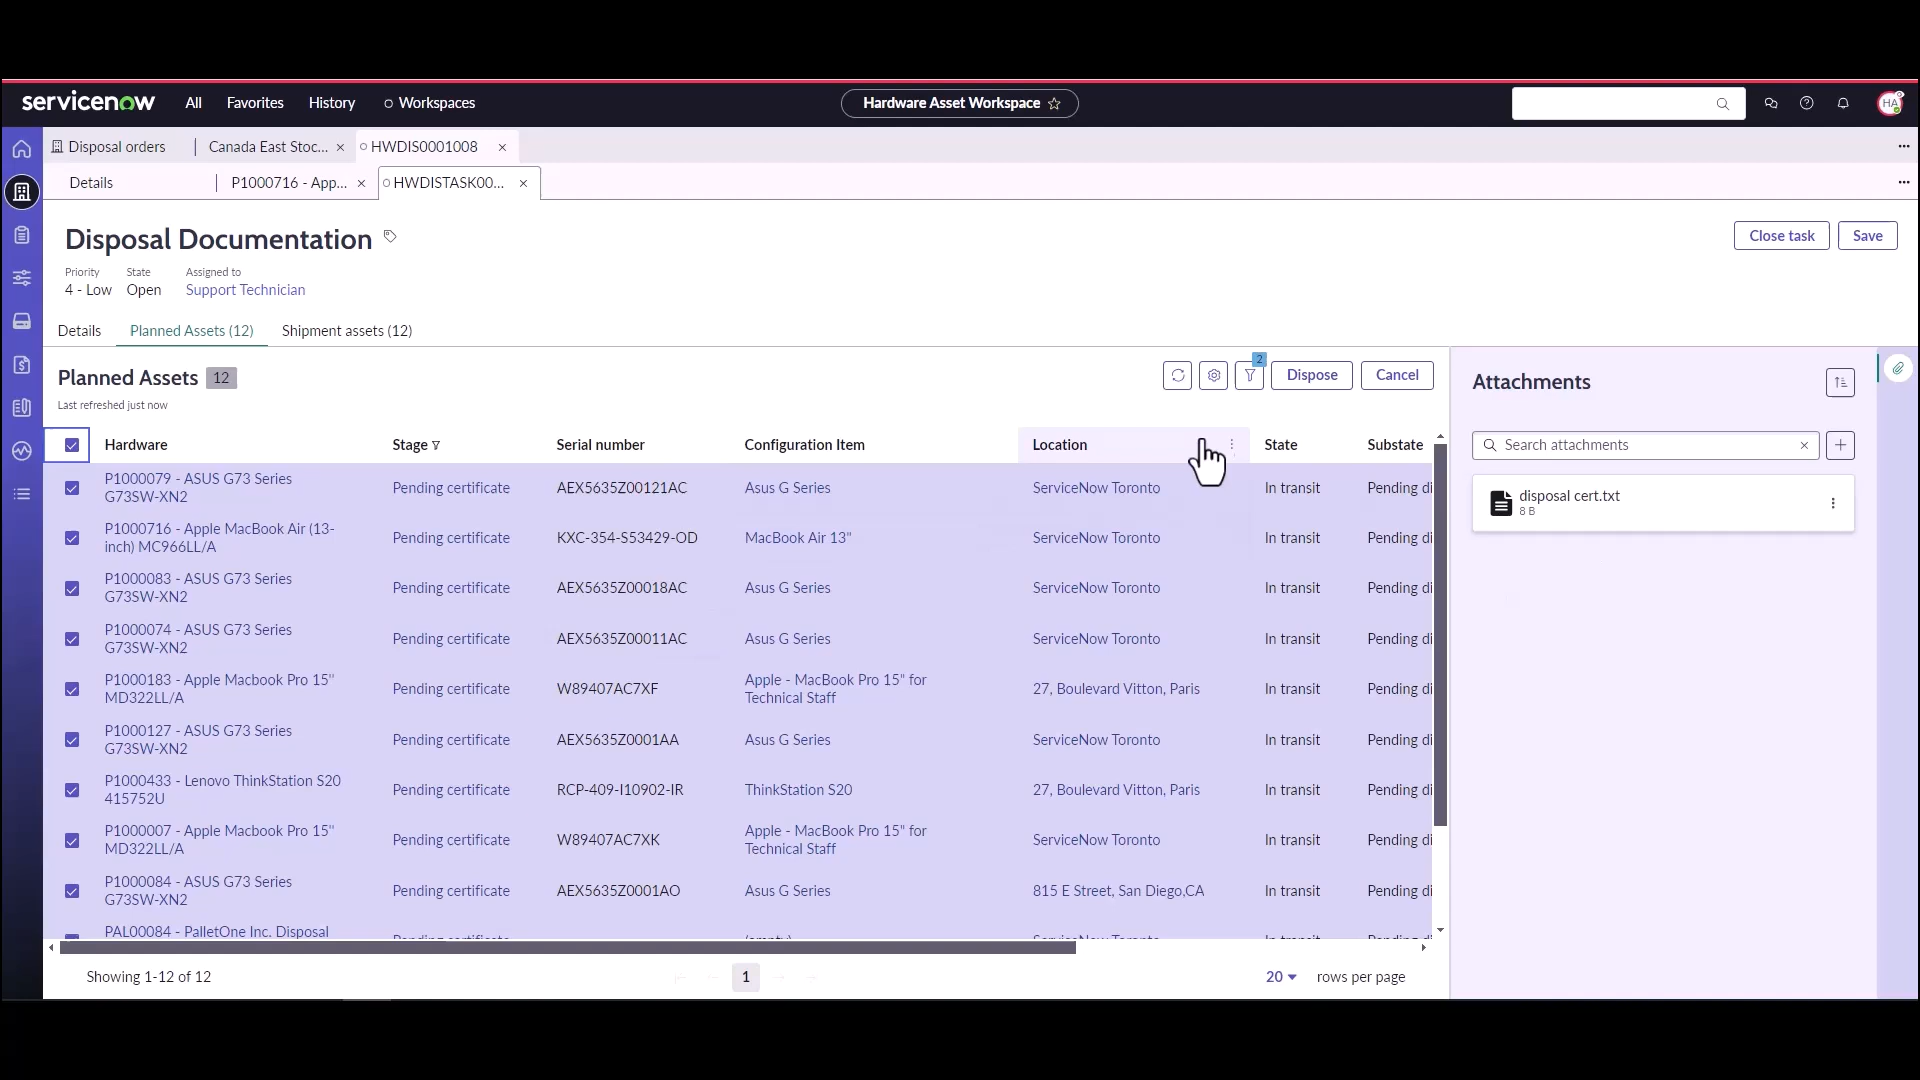 servicenow All Favorites History Workspaces Hardware Asset Workspace HA
Disposal orders Canada East Stoc... HWDIS0001008
Details P1000716 - App... HWDISTASK00...
Disposal Documentation
Close task Save
Priority State Assigned to
4 - Low Open Support Technician
Details Planned Assets (12) Shipment assets (12)
Planned Assets 12
2
Dispose Cancel
Last refreshed just now
Hardware Stage Serial number Configuration Item Location State Substate
P1000079 - ASUS G73 Series
G73SW-XN2
Pending certificate AEX5635Z00121AC Asus G Series ServiceNow Toronto In transit Pending di
P1000716 - Apple MacBook Air (13-
inch) MC966LL/A
Pending certificate KXC-354-S53429-OD MacBook Air 13" ServiceNow Toronto In transit Pending di
P1000083 - ASUS G73 Series
G73SW-XN2
Pending certificate AEX5635Z00018AC Asus G Series ServiceNow Toronto In transit Pending di
P1000074 - ASUS G73 Series
G73SW-XN2
Pending certificate AEX5635Z00011AC Asus G Series ServiceNow Toronto In transit Pending di
P1000183 - Apple Macbook Pro 15''
MD322LL/A
Pending certificate W89407AC7XF
Apple - MacBook Pro 15" for
Technical Staff
27, Boulevard Vitton, Paris In transit Pending di
P1000127 - ASUS G73 Series
G73SW-XN2
Pending certificate AEX5635Z0001AA Asus G Series ServiceNow Toronto In transit Pending di
P1000433 - Lenovo ThinkStation S20
415752U
Pending certificate RCP-409-I10902-IR ThinkStation S20 27, Boulevard Vitton, Paris In transit Pending di
P1000007 - Apple Macbook Pro 15''
MD322LL/A
Pending certificate W89407AC7XK
Apple - MacBook Pro 15" for
Technical Staff
ServiceNow Toronto In transit Pending di
P1000084 - ASUS G73 Series
G73SW-XN2
Pending certificate AEX5635Z0001AO Asus G Series 815 E Street, San Diego,CA In transit Pending di
PAL00084 - PalletOne Inc. Disposal
Showing 1-12 of 12 1 20 rows per page
Attachments
Search attachments
disposal cert.txt
8 B